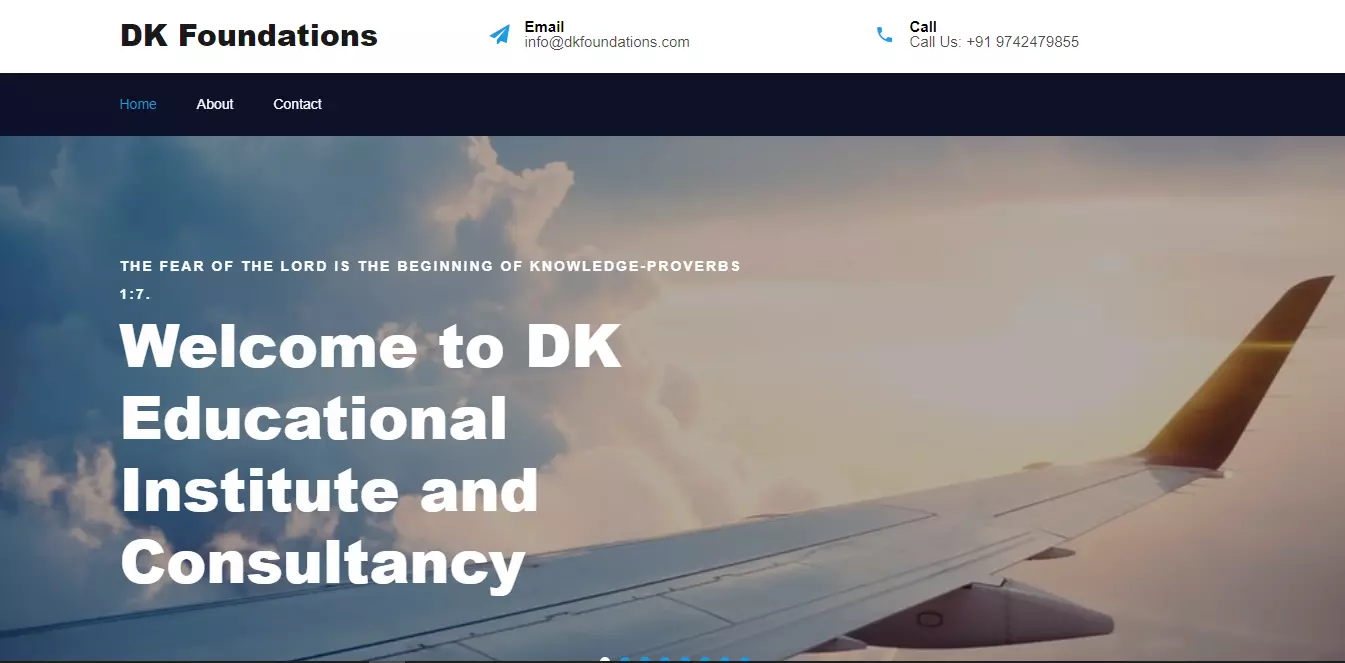 DK Foundations
Email
info@dkfoundations.com
Call
Call Us: +91 9742479855
Home About Contact
THE FEAR OF THE LORD IS THE BEGINNING OF KNOWLEDGE-PROVERBS
1:7.
Welcome to DK
Educational
Institute and
Consultancy